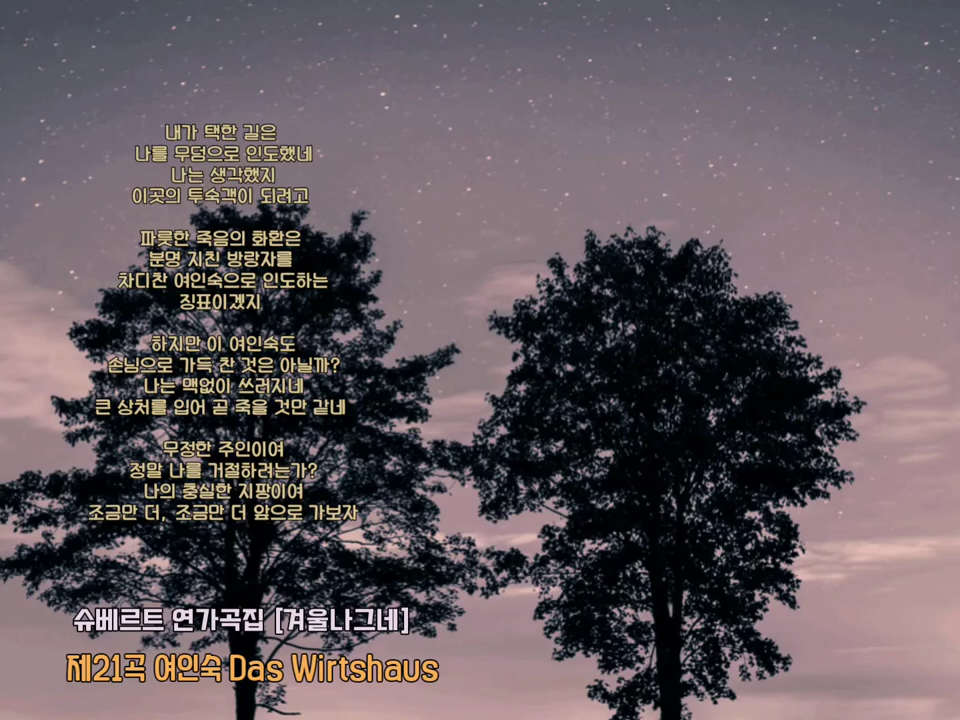 내가 택한 길은
나를 무덤으로 인도했네
나는 생각했지
이곳의 투숙객이 되려고
파릇한 죽음의 화환은
분명 지친 방랑자를
차디찬 여인숙으로 인도하는
징표이겠지
하지만 이 여인숙도
손님으로 가득 찬 것은 아닐까?
나는 맥없이 쓰러지네
큰 상처를 입어 곧 죽을 것만 같네
무정한 주인이여
정말 나를 거절하려는가?
나의 충실한 지팡이여
조금만 더, 조금만 더 앞으로 가보자
슈베르트 연가곡집 [겨울나그네]
제21곡 여인숙 Das Wirtshaus